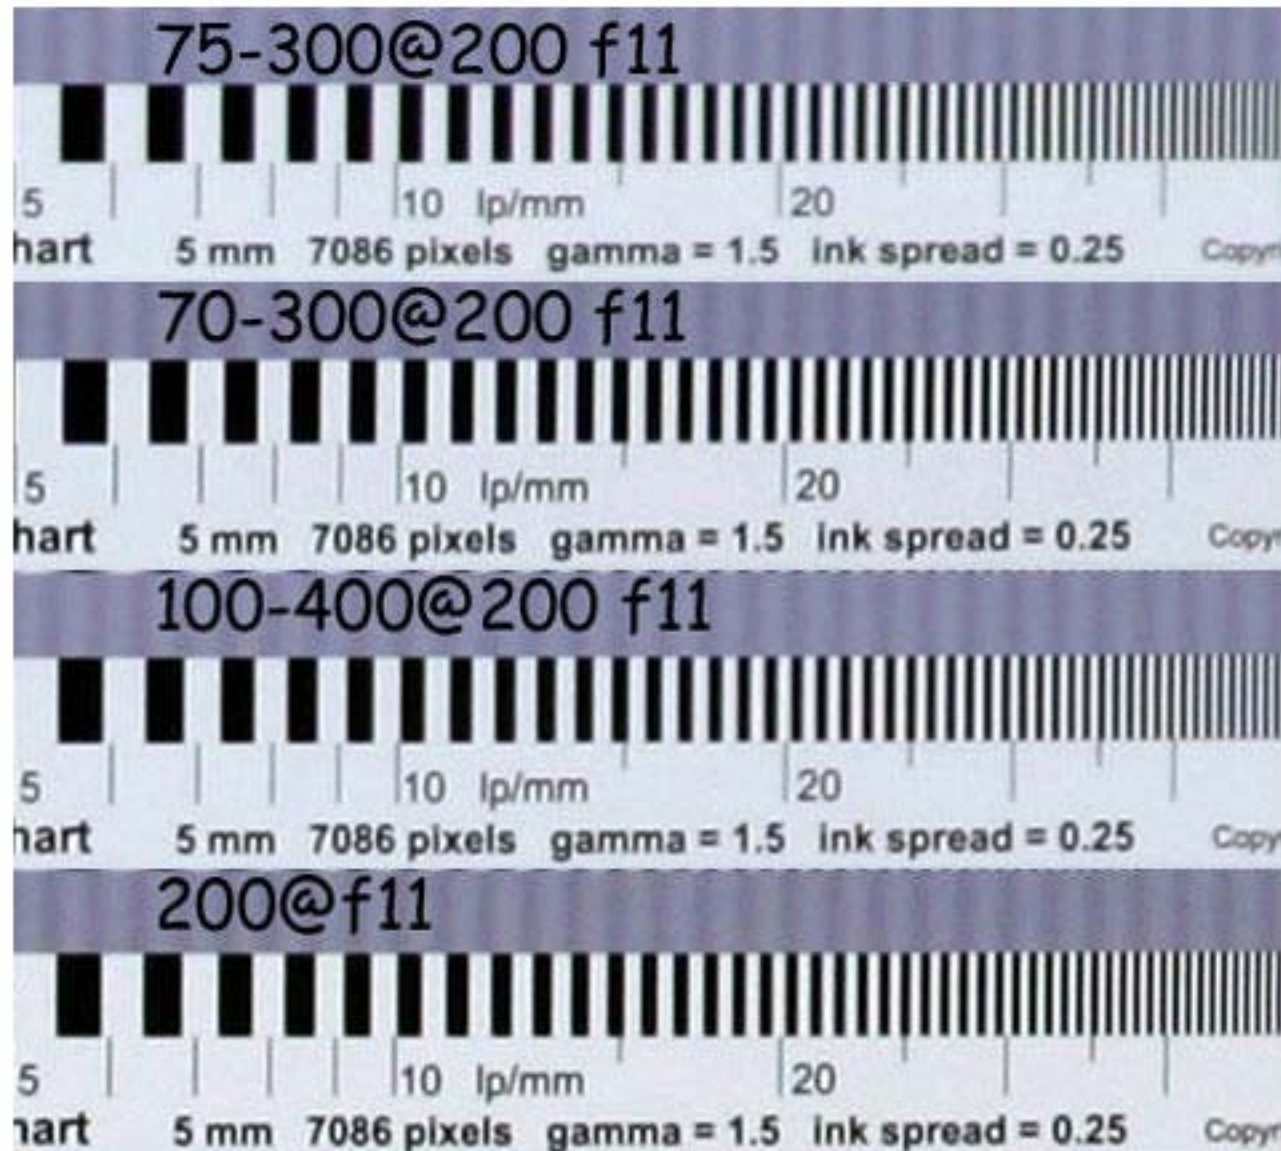 75-300@200 f11
5 10 lp/mm 20
hart 5 mm 7086 pixels gamma = 1.5 ink spread = 0.25
70-300@200 f11
5 10 lp/mm 20
hart 5 mm 7086 pixels gamma = 1.5 ink spread = 0.25
100-400@200 f11
5 10 lp/mm 20
hart 5 mm 7086 pixels gamma = 1.5 ink spread = 0.25
200@f11
5 10 lp/mm 20
hart 5 mm 7086 pixels gamma = 1.5 ink spread = 0.25